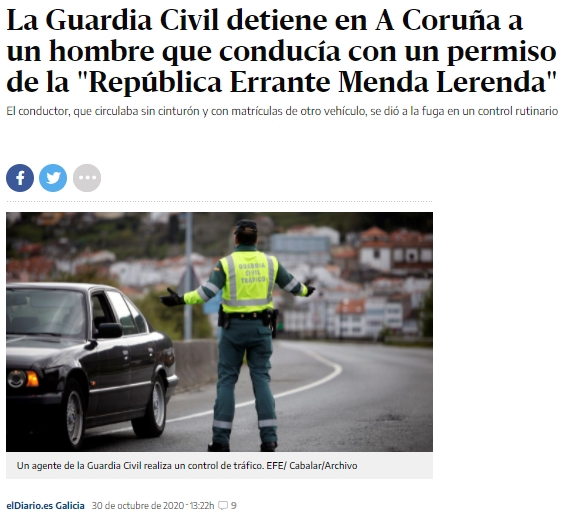 La Guardia Civil detiene en A Coruña a
un hombre que conducía con un permiso
de la "República Errante Menda Lerenda"
El conductor, que circulaba sin cinturón y con matrículas de otro vehículo, se dió a la fuga en un control rutinario
GUARDIA
CIVIL
TRÁFICO
Un agente de la Guardia Civil realiza un control de tráfico. EFE/ Cabalar/Archivo
elDiario.es Galicia 30 de octubre de 2020 - 13:22h 9